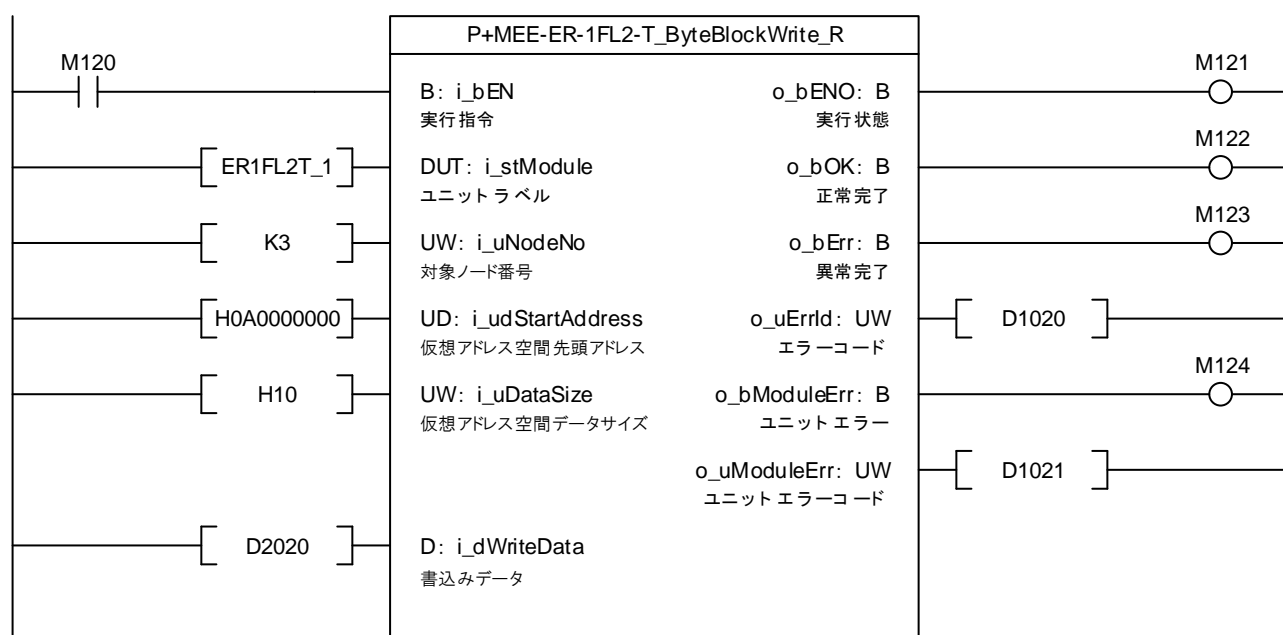 P+MEE-ER-1FL2-T_ByteBlockWrite_R
M120
M121
B: i_bEN
o_bENO: B
実行指令
実行状態
M122
ER1FL2T_1
DUT: i_stModule
o_bOK: B
ユニットラベル
正常完了
M123
K3
UW: i_uNodeNo
o_bErr: B
対象ノード番号
異常完了
H0A0000000
UD: i_udStartAddress
o_uErrId: UW
D1020
仮想アドレス空間先頭アドレス
エラーコード
M124
H10
UW: i_uDataSize
o_bModuleErr: B
仮想アドレス空間データサイズ
ユニットエラー
o_uModuleErr: UW
D1021
ユニットエラーコード
D2020
D: i_dWriteData
書込みデータ